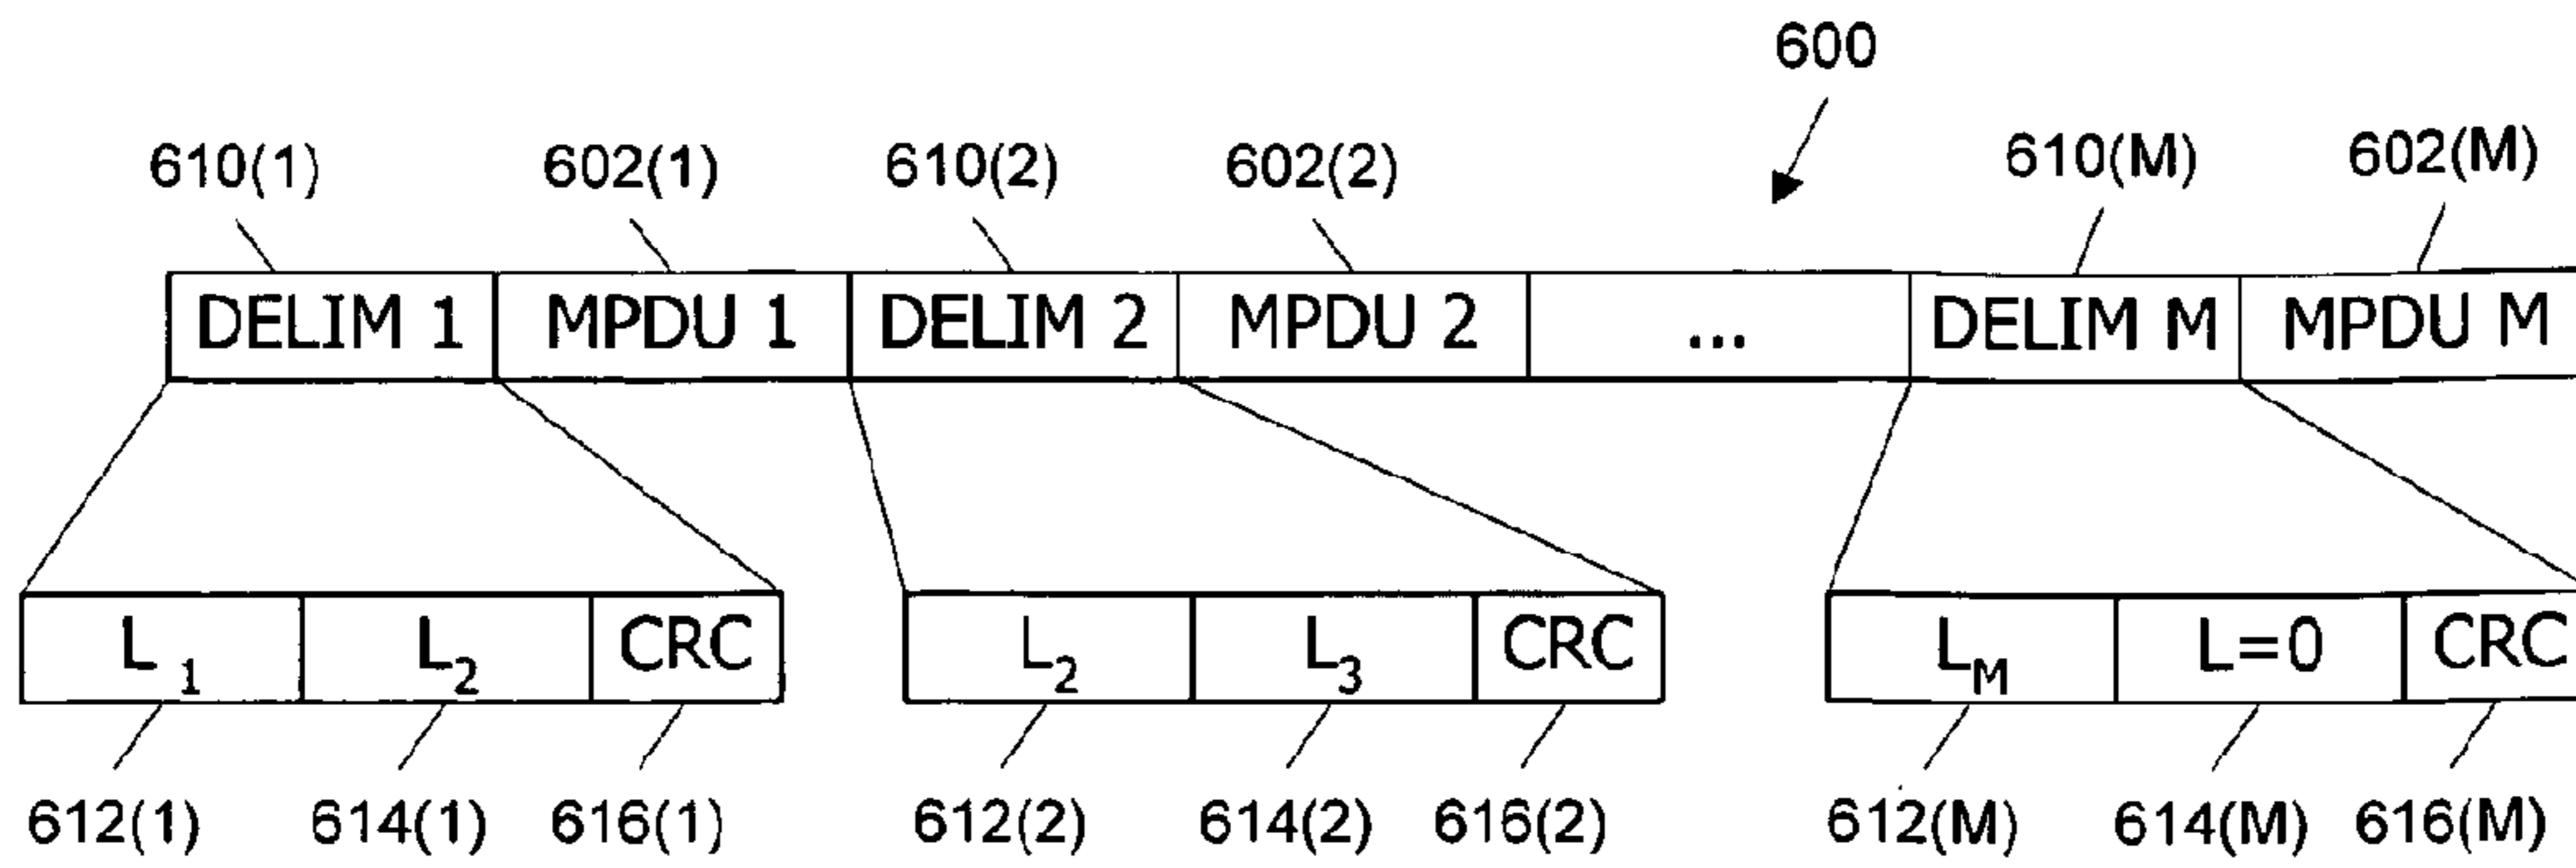 600
610(1) 602(1) 610(2) 602(2) 610(M) 602(M)
DELIM 1 MPDU 1 DELIM 2 MPDU 2 ... DELIM M MPDU M
L1 L2 CRC L2 L3 CRC LM L=0 CRC
612(1) 614(1) 616(1) 612(2) 614(2) 616(2) 612(M) 614(M) 616(M)